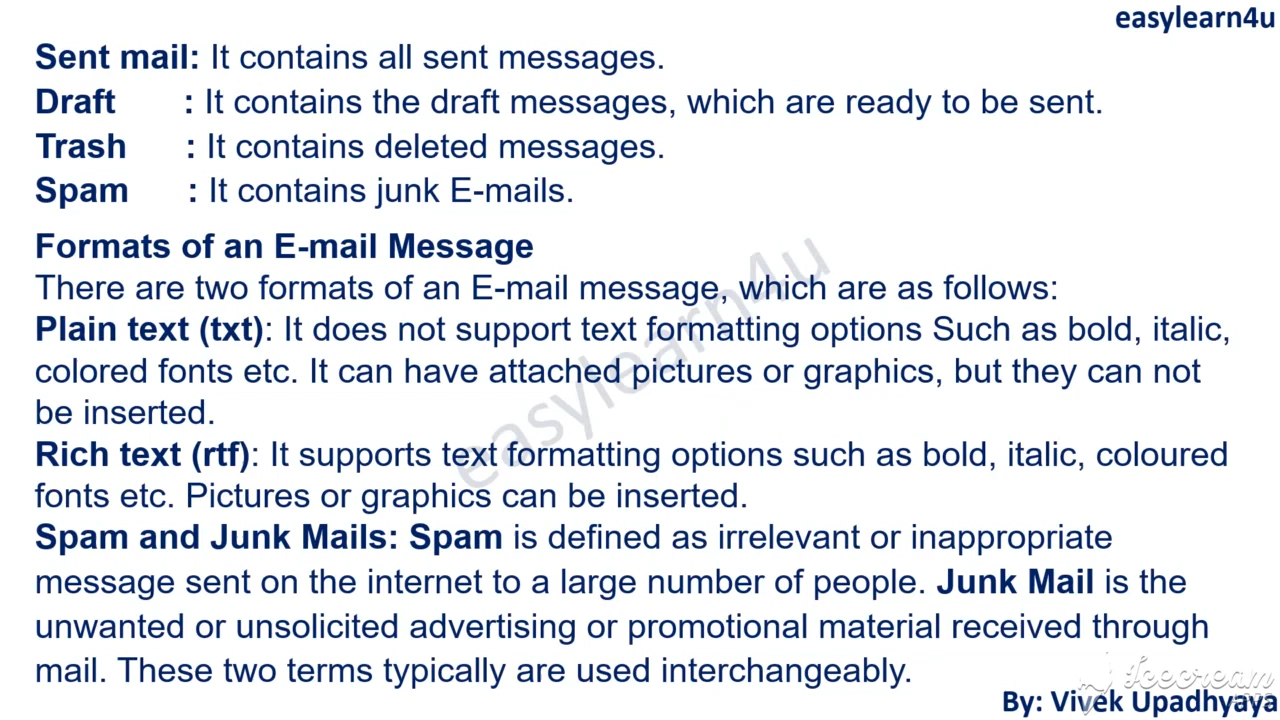 easylearn4u
Sent mail: It contains all sent messages.
Draft : It contains the draft messages, which are ready to be sent.
Trash : It contains deleted messages.
Spam : It contains junk E-mails.
Formats of an E-mail Message
There are two formats of an E-mail message, which are as follows:
Plain text (txt): It does not support text formatting options Such as bold, italic,
colored fonts etc. It can have attached pictures or graphics, but they can not
be inserted.
Rich text (rtf): It supports text formatting options such as bold, italic, coloured
fonts etc. Pictures or graphics can be inserted.
Spam and Junk Mails: Spam is defined as irrelevant or inappropriate
message sent on the internet to a large number of people. Junk Mail is the
unwanted or unsolicited advertising or promotional material received through
mail. These two terms typically are used interchangeably.
easylearn4u
Icecream
APPS
By: Vivek Upadhyaya